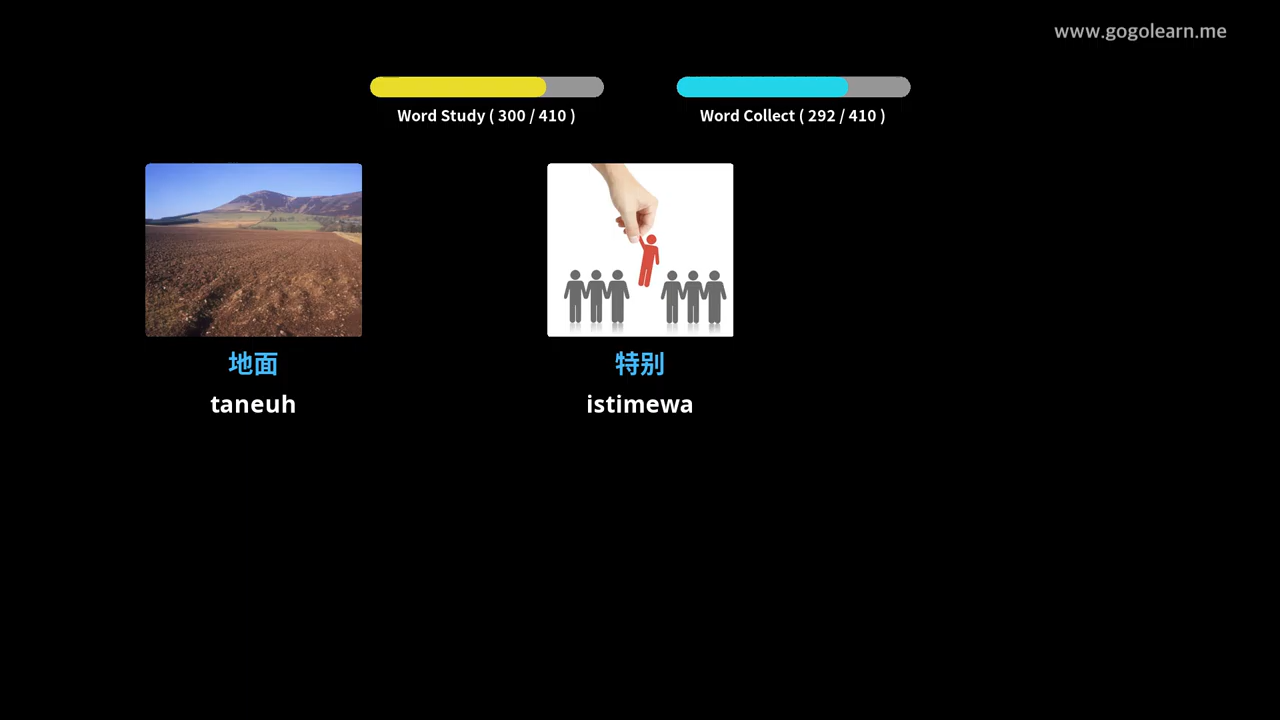 www.gogolearn.me
Word Study ( 300 / 410 )
Word Collect ( 292 / 410 )
地面
特别
taneuh
istimewa